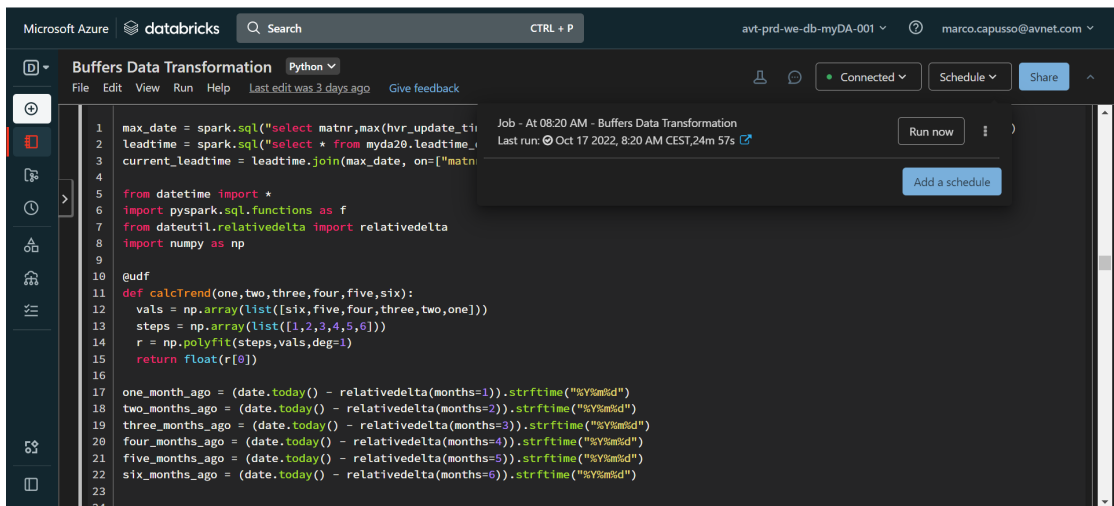 Microsoft Azure databricks Search CTRL + P avt-prd-we-db-myDA-001 marco.capusso@avnet.com
D Buffers Data Transformation Python
File Edit View Run Help Last edit was 3 days ago Give feedback Connected Schedule Share
Job - At 08:20 AM - Buffers Data Transformation
Last run: Oct 17 2022, 8:20 AM CEST,24m 57s Run now
Add a schedule
1 max_date = spark.sql("select matnr,max(hvr_update_ )
2 leadtime = spark.sql("select * from myda20.leadtime_
3 current_leadtime = leadtime.join(max_date, on=["matn
4
5 from datetime import *
6 import pyspark.sql.functions as f
7 from dateutil.relativedelta import relativedelta
8 import numpy as np
9
10 @udf
11 def calcTrend(one,two,three,four,five,six):
12 vals = np.array(list([six,five,four,three,two,one]))
13 steps = np.array(list([1,2,3,4,5,6]))
14 r = np.polyfit(steps,vals,deg=1)
15 return float(r[0])
16
17 one_month_ago = (date.today() - relativedelta(months=1)).strftime("%Y%m%d")
18 two_months_ago = (date.today() - relativedelta(months=2)).strftime("%Y%m%d")
19 three_months_ago = (date.today() - relativedelta(months=3)).strftime("%Y%m%d")
20 four_months_ago = (date.today() - relativedelta(months=4)).strftime("%Y%m%d")
21 five_months_ago = (date.today() - relativedelta(months=5)).strftime("%Y%m%d")
22 six_months_ago = (date.today() - relativedelta(months=6)).strftime("%Y%m%d")
23